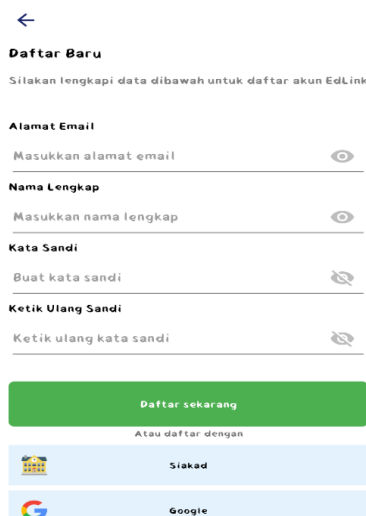 Daftar Baru
Silakan lengkapi data dibawah untuk daftar akun EdLink
Alamat Email
Masukkan alamat email
Nama Lengkap
Masukkan nama lengkap
Kata Sandi
Buat kata sandi
Ketik Ulang Sandi
Ketik ulang kata sandi
Daftar sekarang
Atau daftar dengan
Siakad
Google